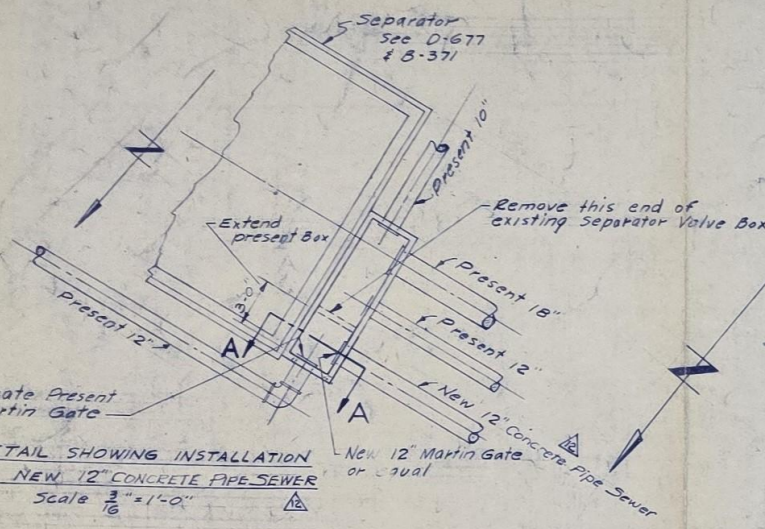 Separator
See D-677
& B-371
Present 10"
N
Remove this end of
existing Separator Valve Box
Extend
present Box
3'-0"
Present 18"
Present 12"
Present 12"
N
A
A
Present
Gate
New 12" Concrete Pipe Sewer
12
New 12" Martin Gate
or
SHOWING INSTALLATION
NEW 12" CONCRETE PIPE SEWER
Scale 3/16" = 1'-0"
12